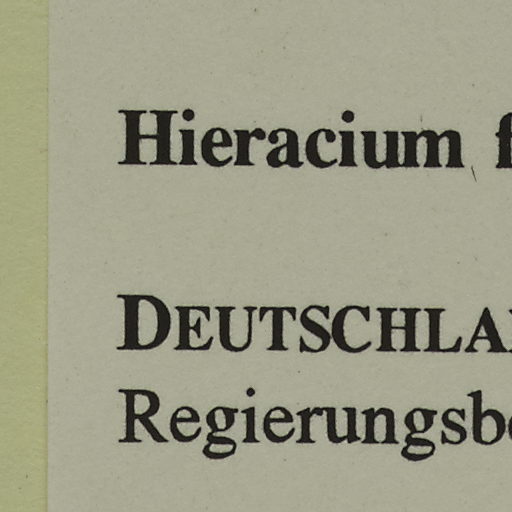 Hieracium f
DEUTSCHLA
Regierungsb